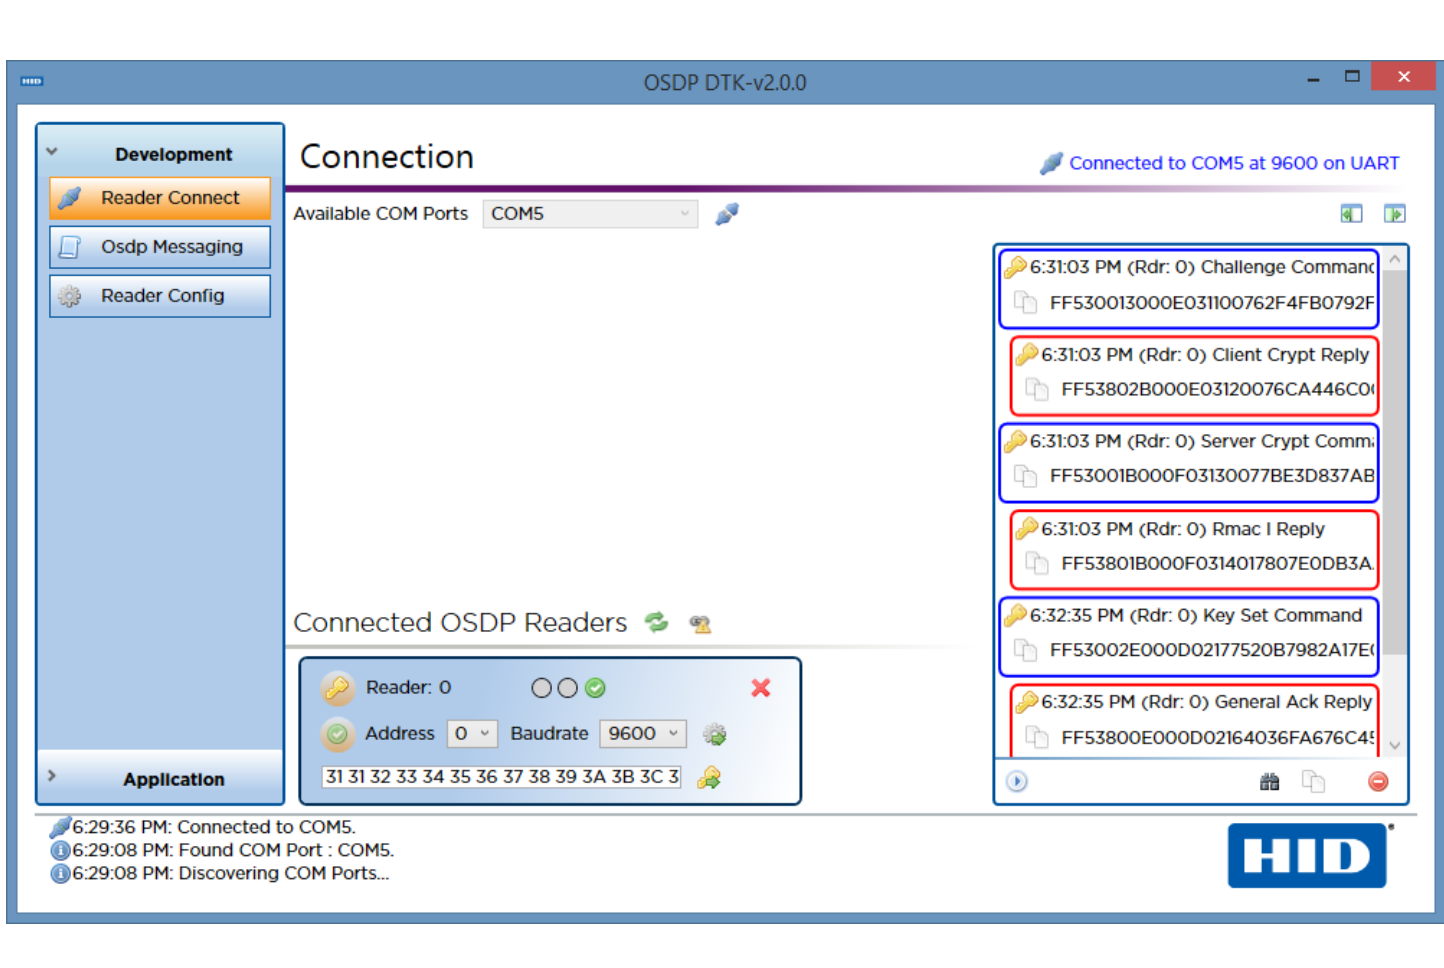 HID
OSDP DTK-v2.0.0
Development
Reader Connect
Osdp Messaging
Reader Config
Application
Connection
Connected to COM5 at 9600 on UART
Available COM Ports COM5
6:31:03 PM (Rdr: 0) Challenge Command
FF530013000E031100762F4FB0792F
6:31:03 PM (Rdr: 0) Client Crypt Reply
FF53802B000E03120076CA446C0
6:31:03 PM (Rdr: 0) Server Crypt Comm
FF53001B000F03130077BE3D837AB
6:31:03 PM (Rdr: 0) Rmac I Reply
FF53801B000F0314017807E0DB3A
6:32:35 PM (Rdr: 0) Key Set Command
FF53002E000D02177520B7982A17E
6:32:35 PM (Rdr: 0) General Ack Reply
FF53800E000D02164036FA676C4
Connected OSDP Readers
Reader: 0
Address 0 Baudrate 9600
31 31 32 33 34 35 36 37 38 39 3A 3B 3C 3
6:29:36 PM: Connected to COM5.
6:29:08 PM: Found COM Port : COM5.
6:29:08 PM: Discovering COM Ports...
HID